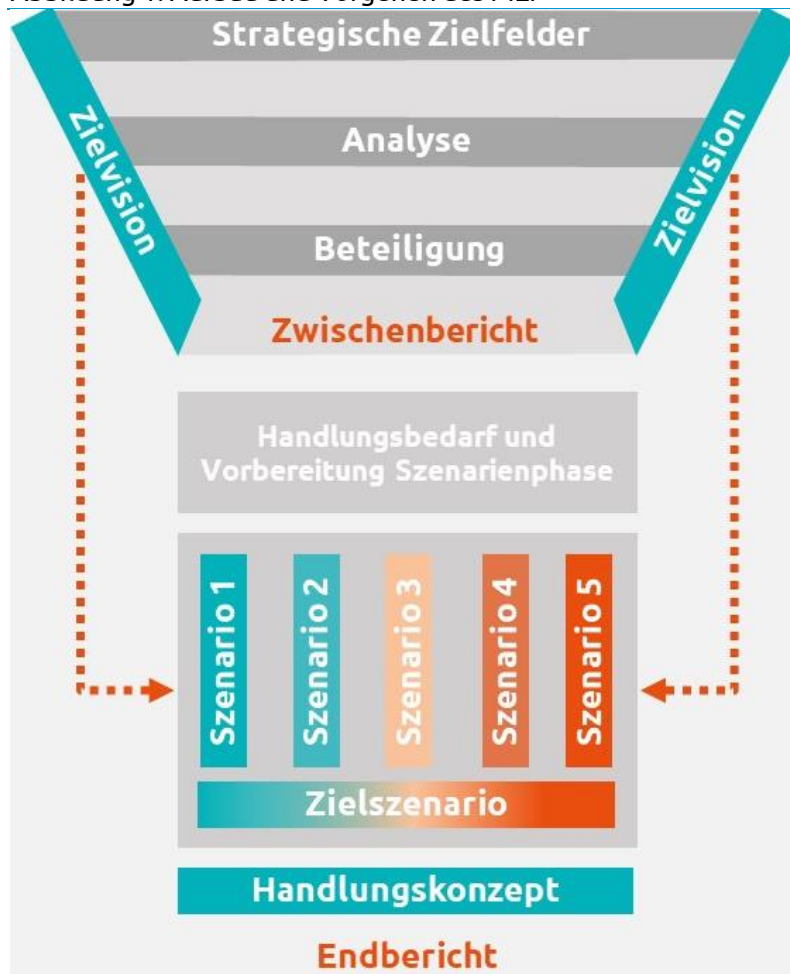 Strategische Zielfelder
Zielvision
Zielvision
Analyse
Beteiligung
Zwischenbericht
Handlungsbedarf und
Vorbereitung Szenarienphase
Szenario 1
Szenario 2
Szenario 3
Szenario 4
Szenario 5
Zielszenario
Handlungskonzept
Endbericht